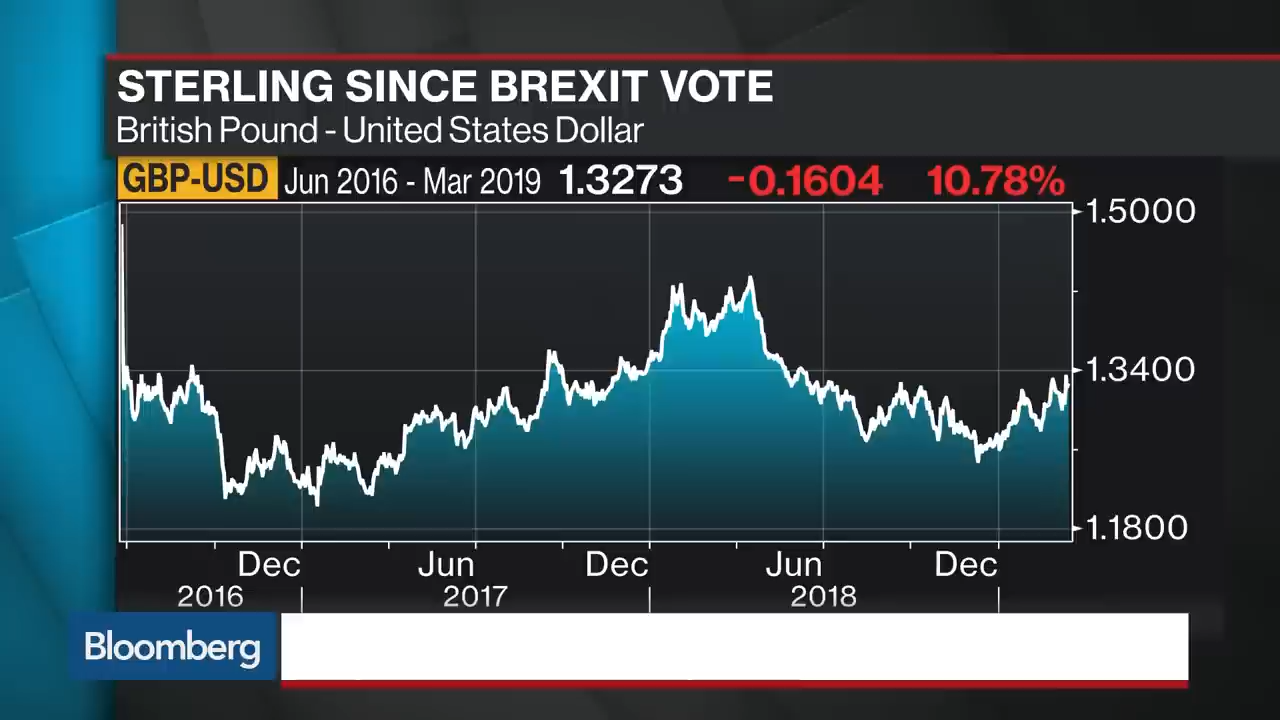 STERLING SINCE BREXIT VOTE
British Pound - United States Dollar
GBP-USD Jun 2016 - Mar 2019 1.3273 -0.1604 10.78%
1.5000
1.3400
1.1800
Dec Jun Dec Jun Dec
2016 2017 2018
Bloomberg